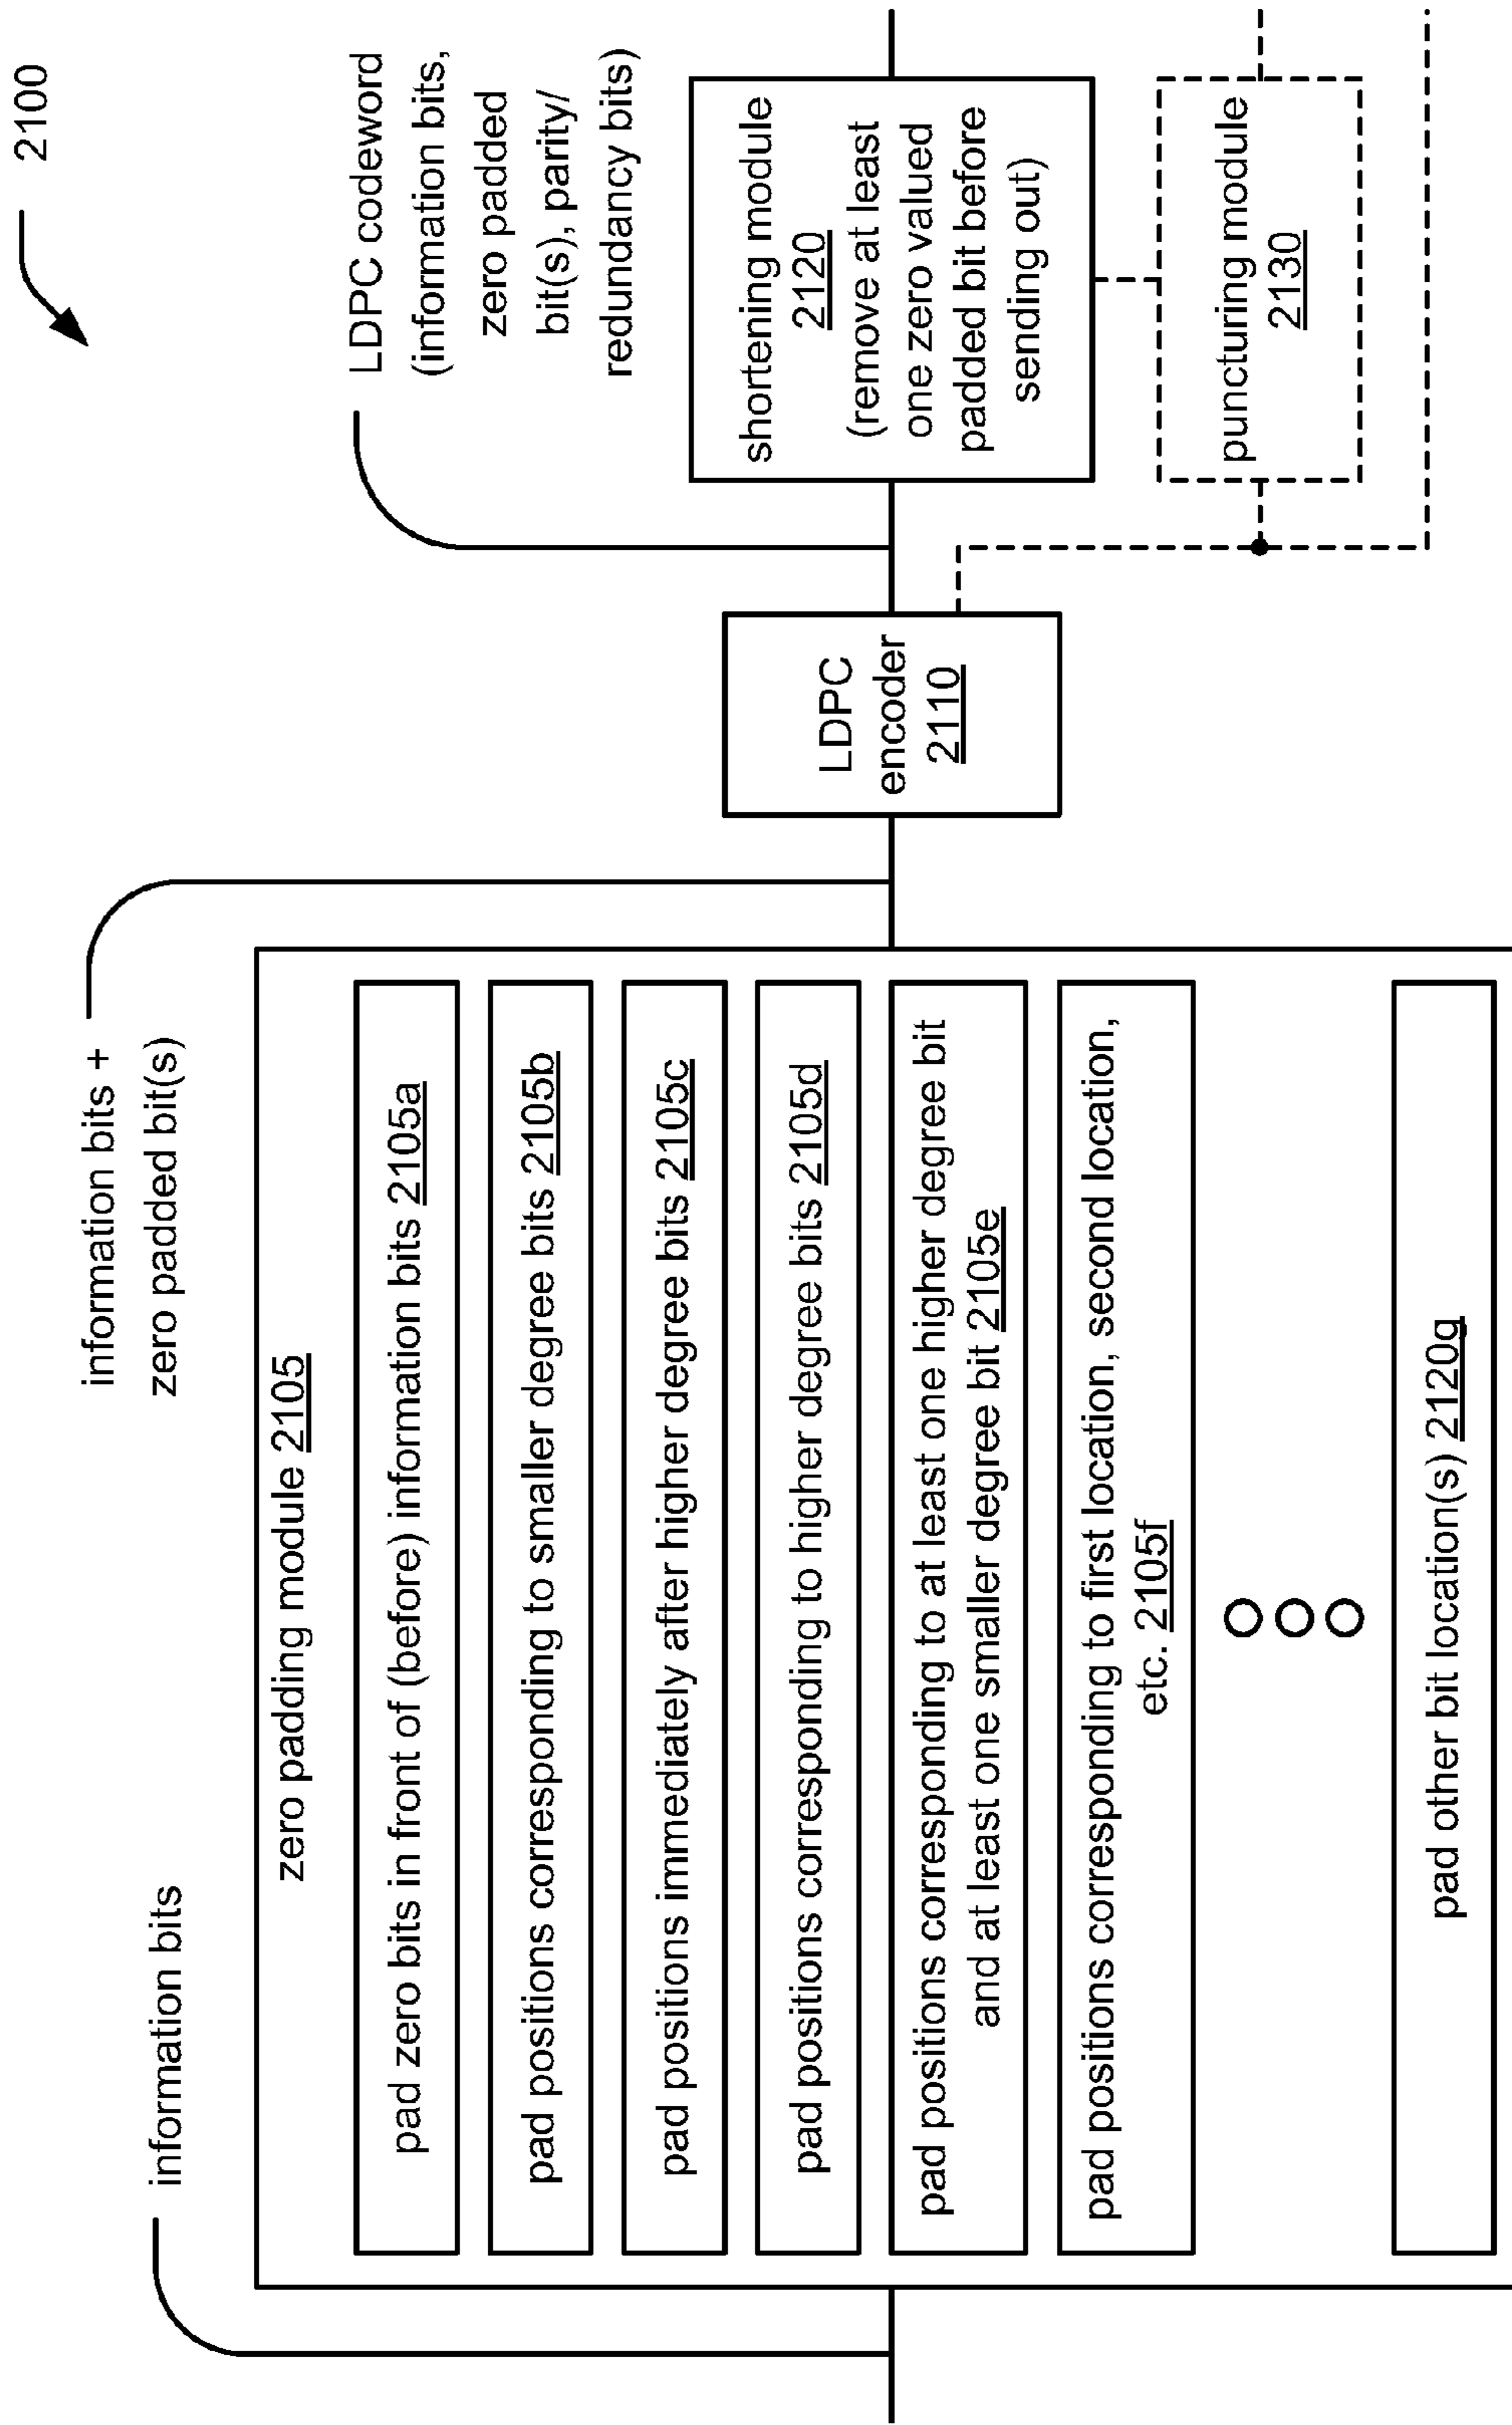 2100
information bits
information bits +
zero padded bit(s)
LDPC codeword
(information bits,
zero padded
bit(s), parity/
redundancy bits)
zero padding module 2105
pad zero bits in front of (before) information bits 2105a
pad positions corresponding to smaller degree bits 2105b
pad positions immediately after higher degree bits 2105c
pad positions corresponding to higher degree bits 2105d
pad positions corresponding to at least one higher degree bit
and at least one smaller degree bit 2105e
pad positions corresponding to first location, second location,
etc. 2105f
pad other bit location(s) 2120g
LDPC
encoder
2110
shortening module
2120
(remove at least
one zero valued
padded bit before
sending out)
puncturing module
2130